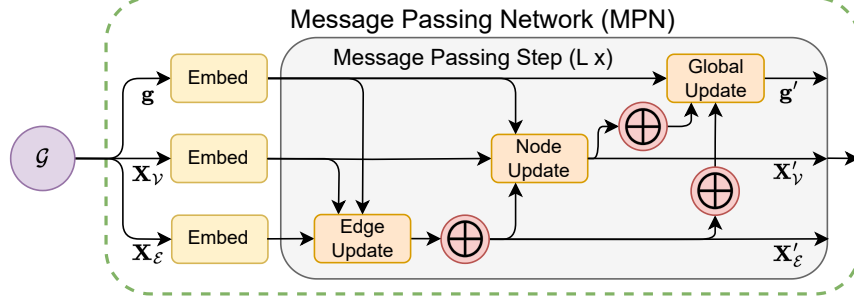 Message Passing Network (MPN)
Message Passing Step (L x)
Embed
g
Global
Update
g′
𝒢
Embed
X𝒱
Node
Update
X′𝒱
Embed
Xℰ
Edge
Update
X′ℰ